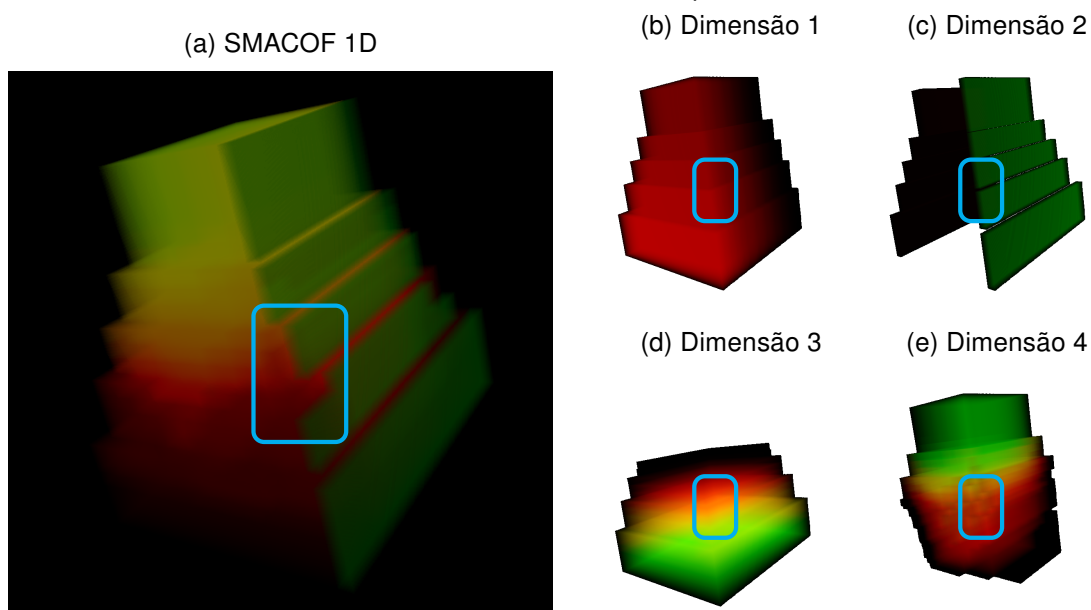 (a) SMACOF 1D
(b) Dimensão 1
(c) Dimensão 2
(d) Dimensão 3
(e) Dimensão 4